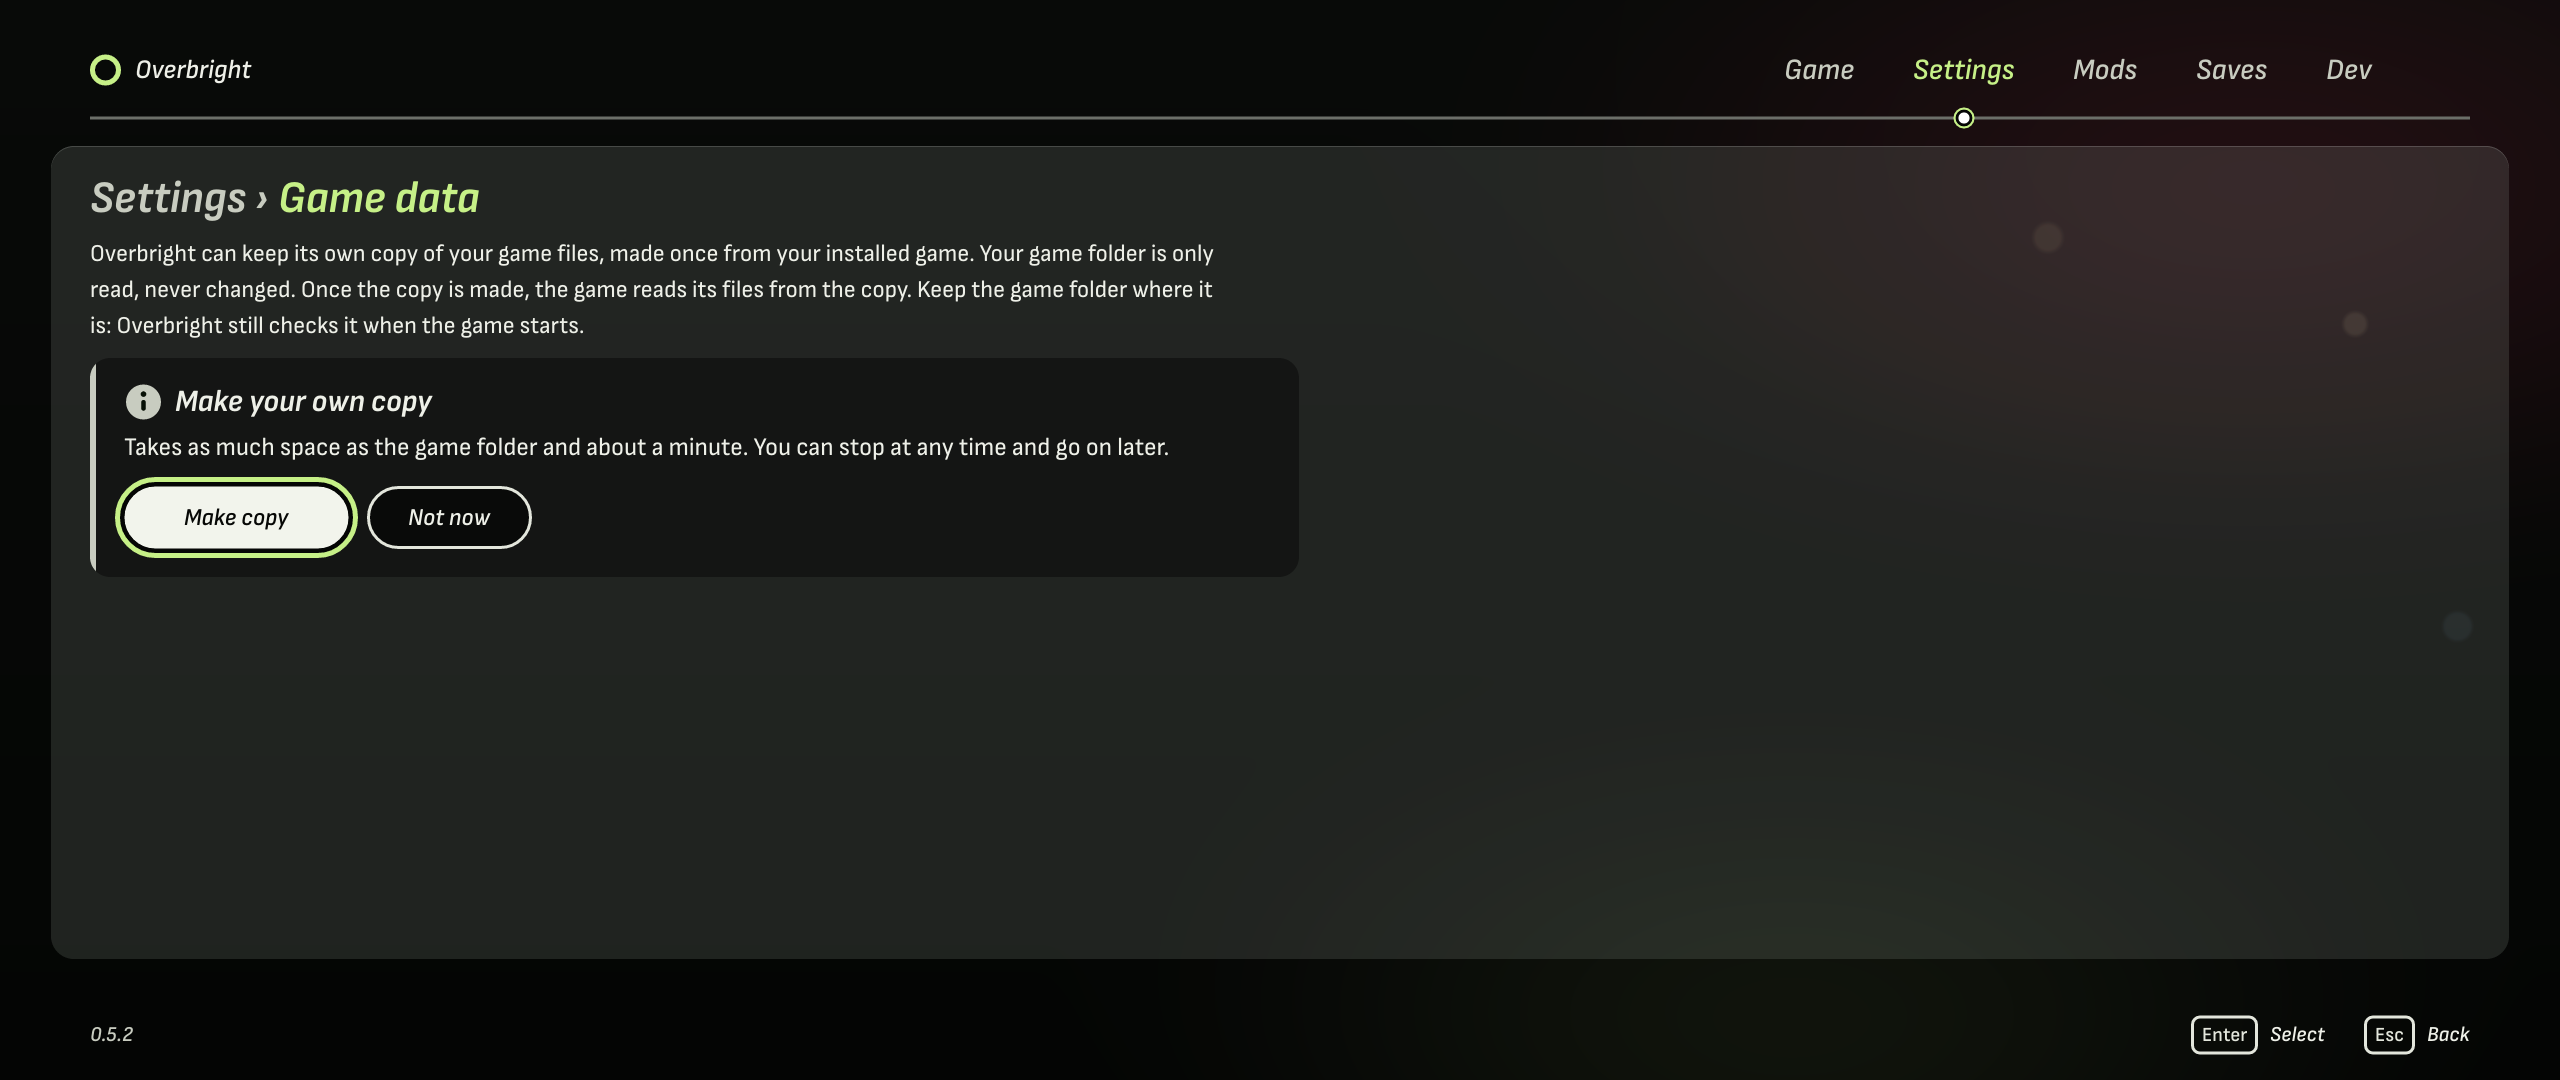 Overbright
Game
Settings
Mods
Saves
Dev
Settings › Game data
Overbright can keep its own copy of your game files, made once from your installed game. Your game folder is only
read, never changed. Once the copy is made, the game reads its files from the copy. Keep the game folder where it
is: Overbright still checks it when the game starts.
Make your own copy
Takes as much space as the game folder and about a minute. You can stop at any time and go on later.
Make copy
Not now
0.5.2
Enter Select
Esc Back